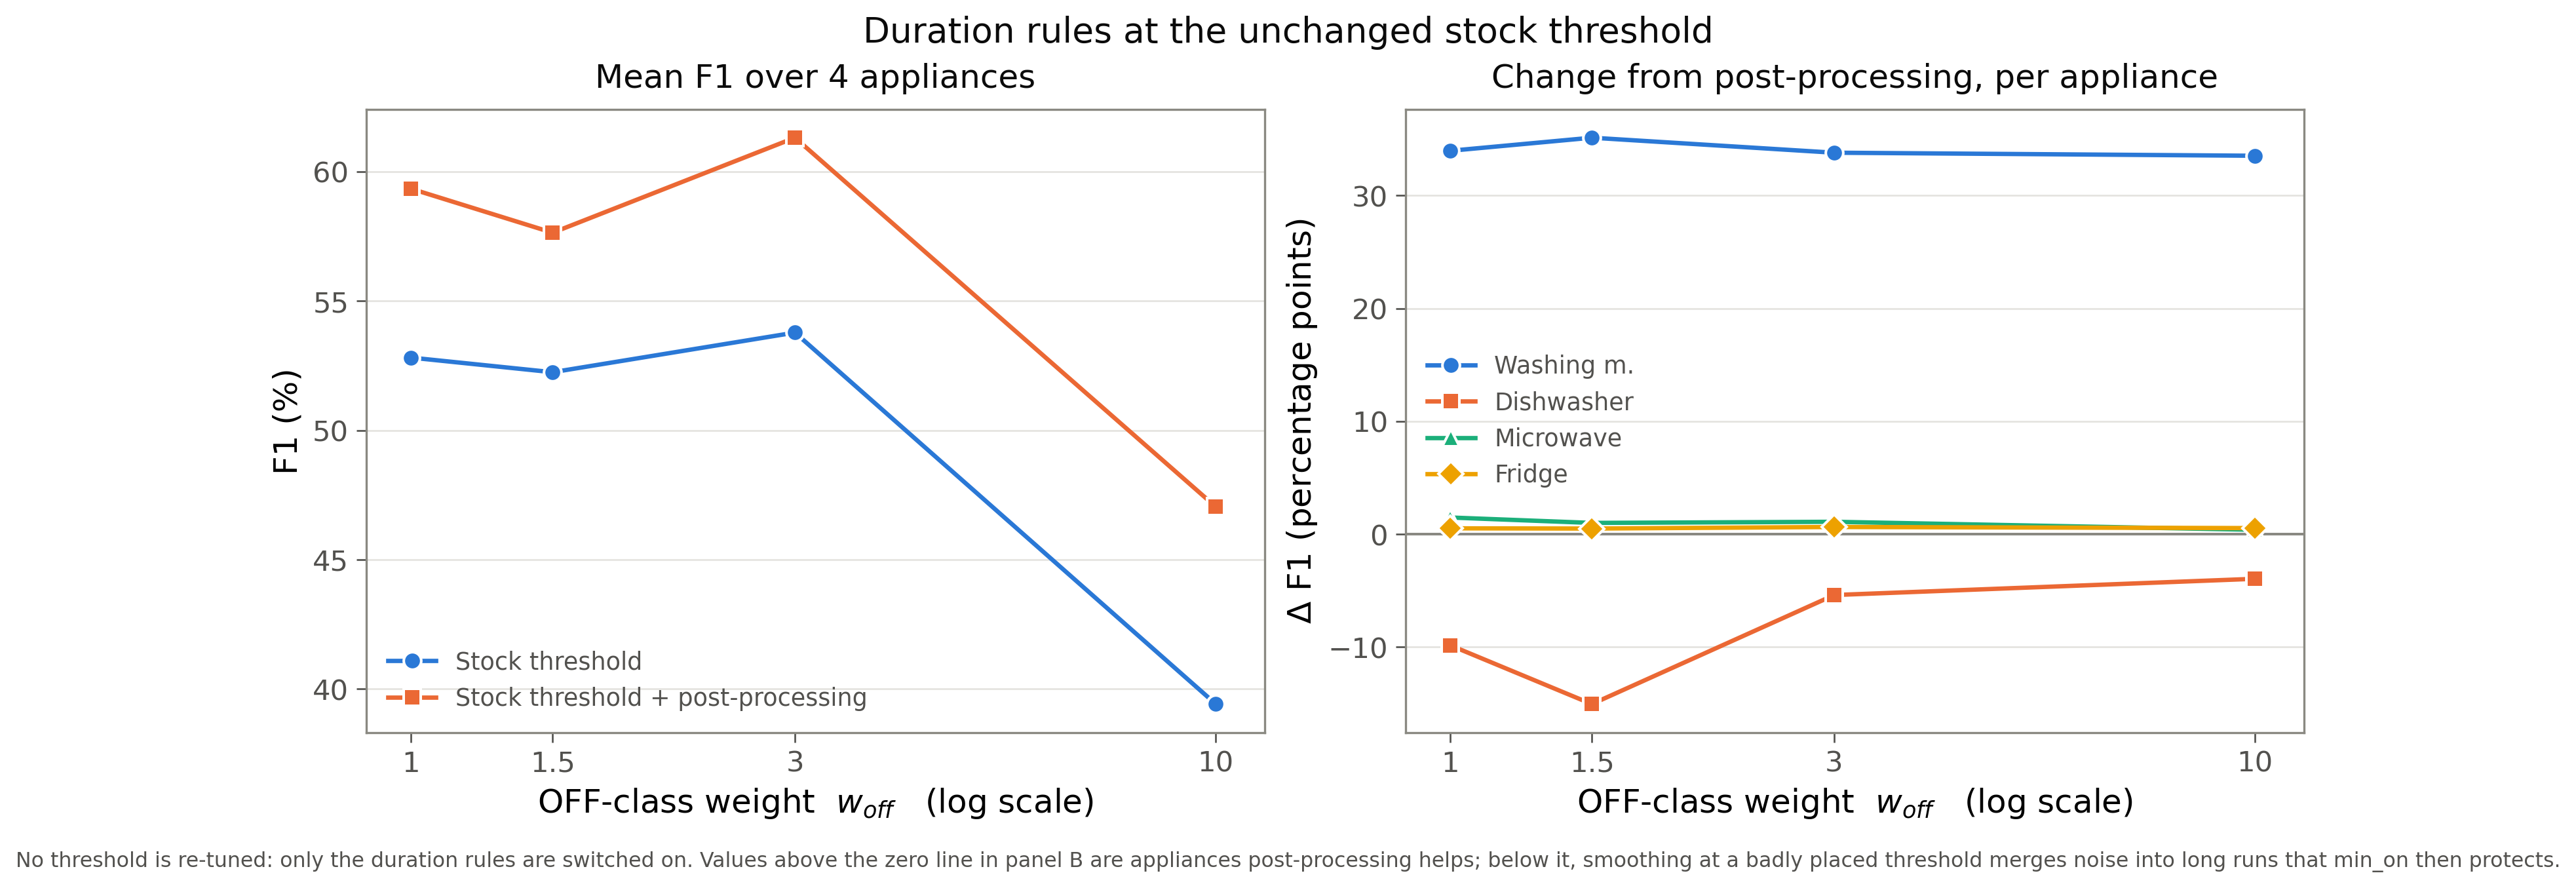 Duration rules at the unchanged stock threshold
Mean F1 over 4 appliances
F1 (%)
60
55
50
45
40
Stock threshold
Stock threshold + post-processing
1 1.5 3 10
OFF-class weight w_off (log scale)
Change from post-processing, per appliance
Δ F1 (percentage points)
30
20
10
0
−10
Washing m.
Dishwasher
Microwave
Fridge
1 1.5 3 10
OFF-class weight w_off (log scale)
No threshold is re-tuned: only the duration rules are switched on. Values above the zero line in panel B are appliances post-processing helps; below it, smoothing at a badly placed threshold merges noise into long runs that min_on then protects.